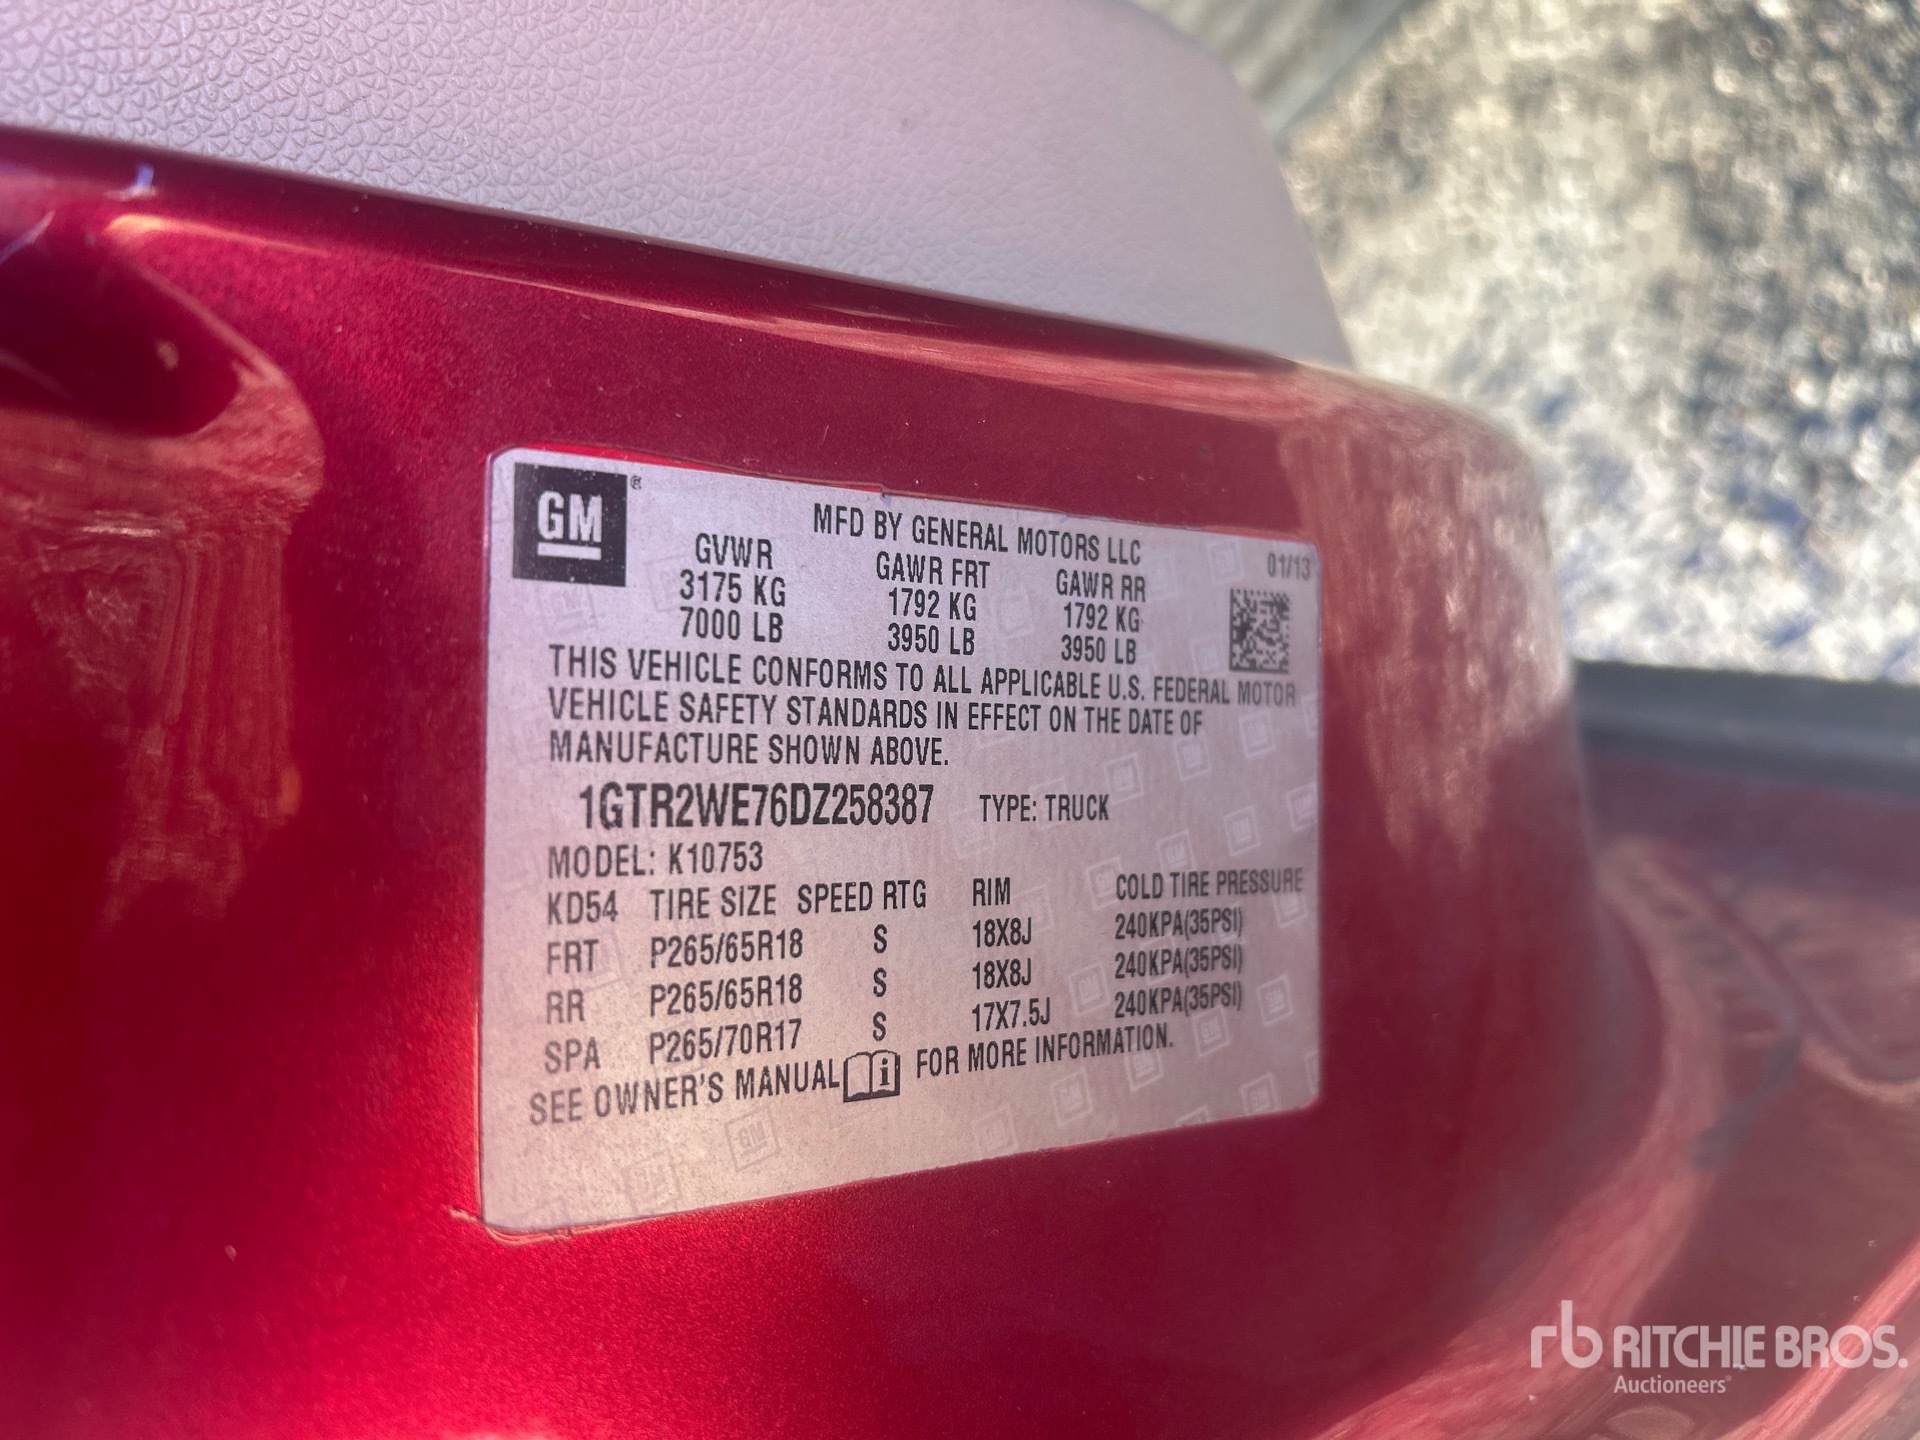 GM ®
MFD BY GENERAL MOTORS LLC
01/13
GVWR GAWR FRT GAWR RR
3175 KG 1792 KG 1792 KG
7000 LB 3950 LB 3950 LB
THIS VEHICLE CONFORMS TO ALL APPLICABLE U.S. FEDERAL MOTOR
VEHICLE SAFETY STANDARDS IN EFFECT ON THE DATE OF
MANUFACTURE SHOWN ABOVE.
1GTR2WE76DZ258387 TYPE: TRUCK
MODEL: K10753
KD54 TIRE SIZE SPEED RTG RIM COLD TIRE PRESSURE
FRT P265/65R18 S 18X8J 240KPA(35PSI)
RR P265/65R18 S 18X8J 240KPA(35PSI)
SPA P265/70R17 S 17X7.5J 240KPA(35PSI)
SEE OWNER'S MANUAL i FOR MORE INFORMATION.
rb RITCHIE BROS.
Auctioneers